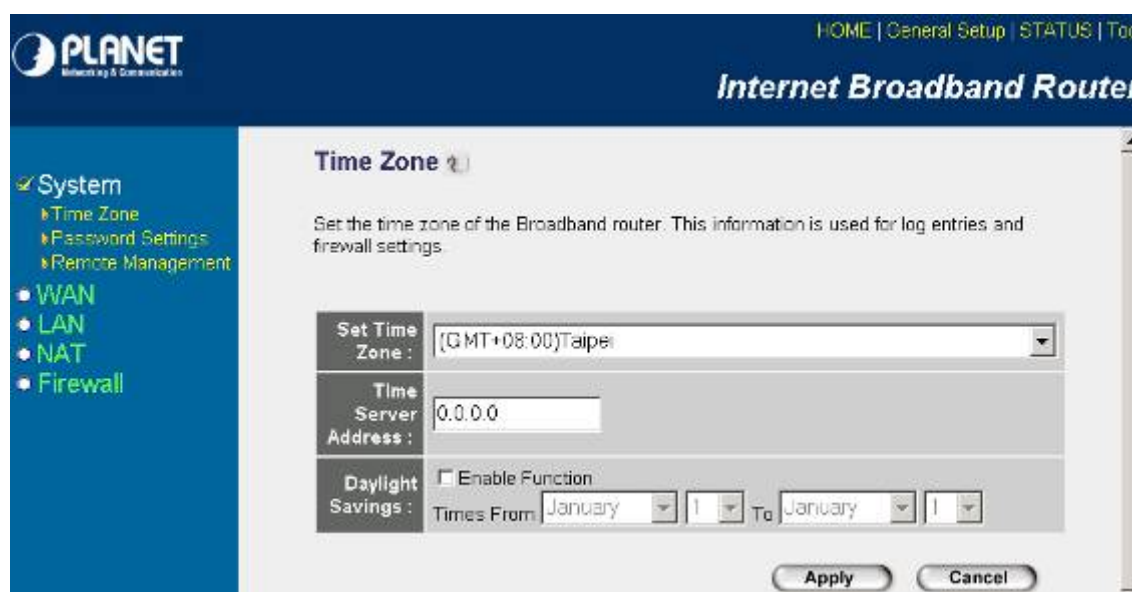 PLANET
Networking & Communication
HOME | General Setup | STATUS | Too
Internet Broadband Router
System
Time Zone
Password Settings
Remote Management
WAN
LAN
NAT
Firewall
Time Zone
Set the time zone of the Broadband router. This information is used for log entries and
firewall settings.
Set Time
Zone :
(GMT+08:00)Taipei
Time
Server
Address :
0.0.0.0
Daylight
Savings :
Enable Function
Times From January 1 To January 1
Apply
Cancel